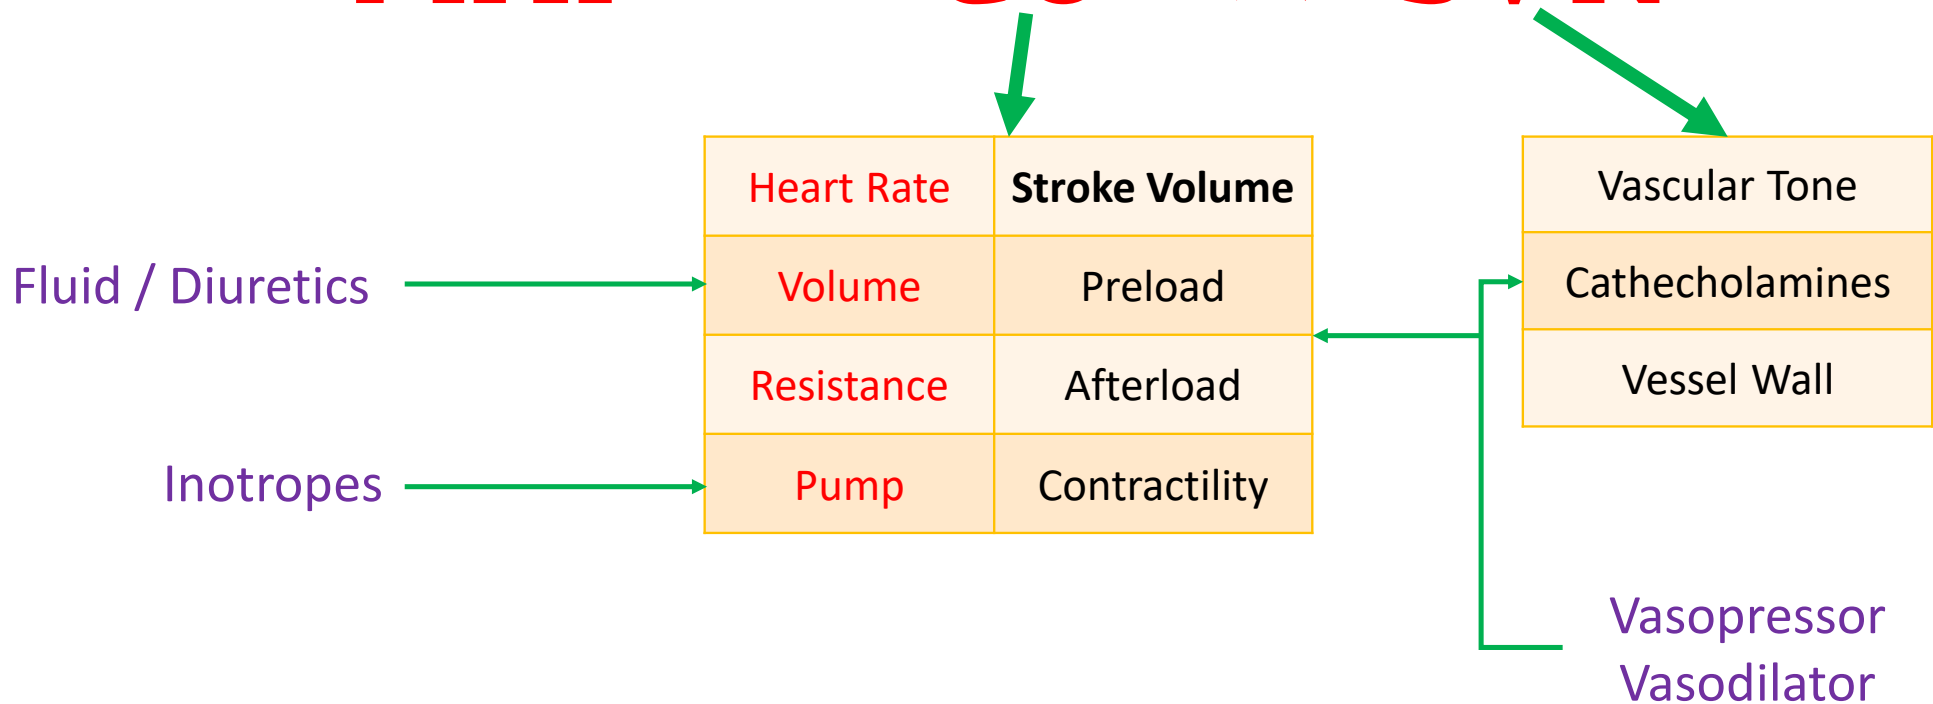 Heart Rate Stroke Volume
Vascular Tone
Fluid / Diuretics
Volume Preload
Cathecholamines
Resistance Afterload
Vessel Wall
Inotropes
Pump Contractility
Vasopressor
Vasodilator